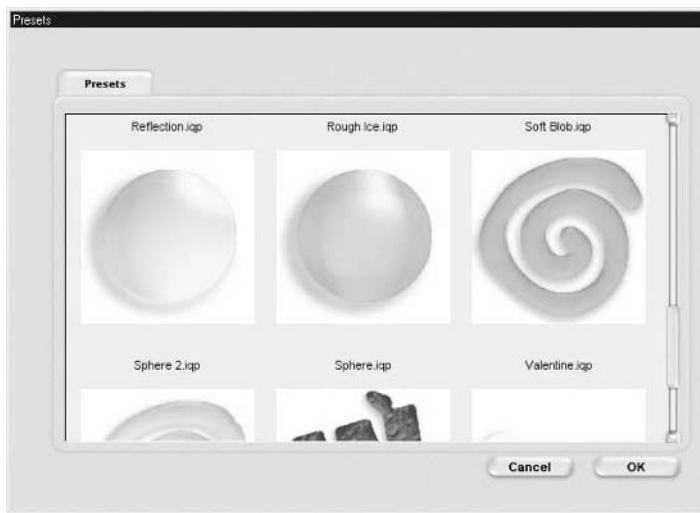 Presets
Presets
Reflection.iqp
Rough Ice.iqp
Soft Blob.iqp
Sphere 2.iqp
Sphere.iqp
Valentine.iqp
Cancel
OK